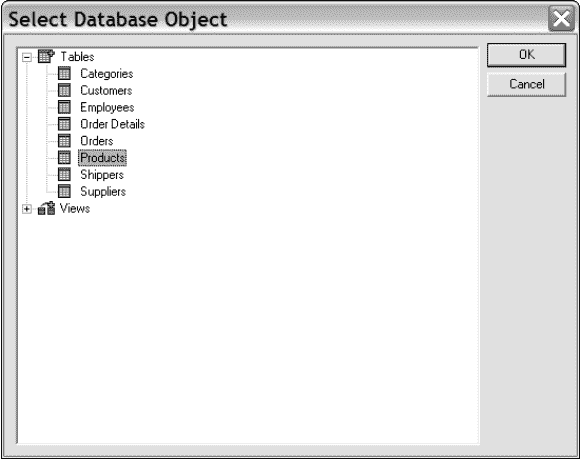 Select Database Object
Tables
Categories
Customers
Employees
Order Details
Orders
Products
Shippers
Suppliers
Views
OK
Cancel